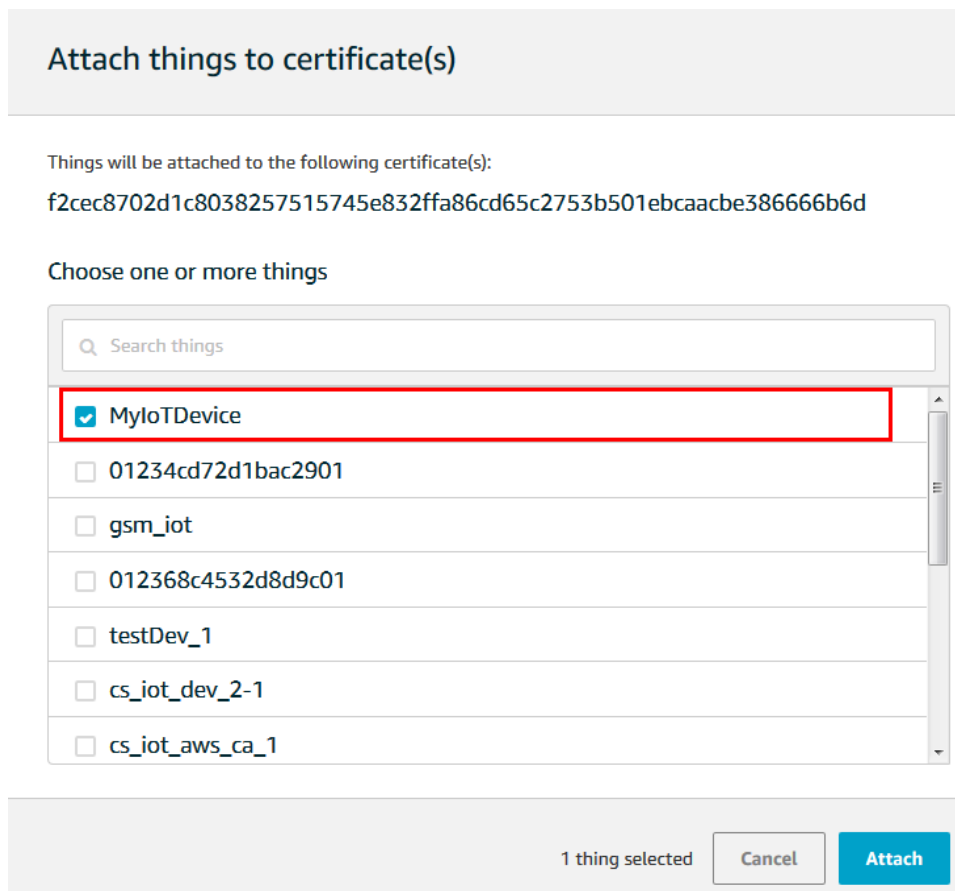 Attach things to certificate(s)
Things will be attached to the following certificate(s):
f2cec8702d1c8038257515745e832ffa86cd65c2753b501ebcaacbe386666b6d
Choose one or more things
Search things
MyIoTDevice
01234cd72d1bac2901
gsm_iot
012368c4532d8d9c01
testDev_1
cs_iot_dev_2-1
cs_iot_aws_ca_1
1 thing selected Cancel Attach